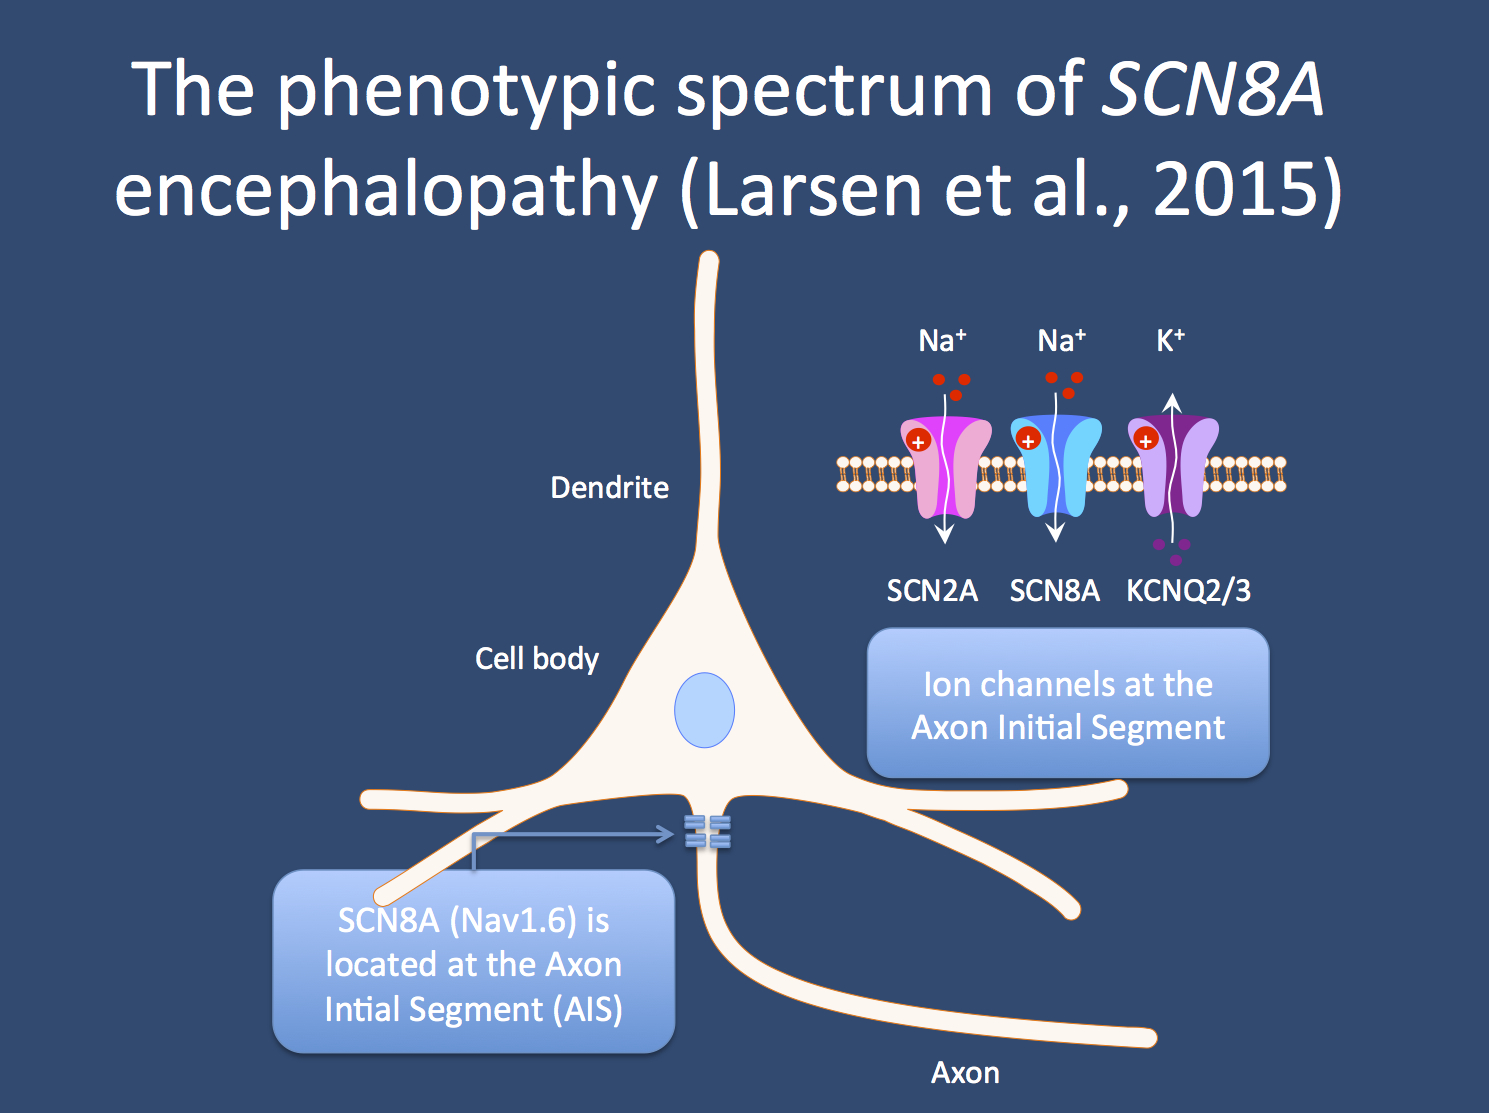 The phenotypic spectrum of SCN8A
encephalopathy (Larsen et al., 2015)
Na⁺ Na⁺ K⁺
+ + +
Dendrite
SCN2A SCN8A KCNQ2/3
Cell body
Ion channels at the
Axon Initial Segment
SCN8A (Nav1.6) is
located at the Axon
Intial Segment (AIS)
Axon